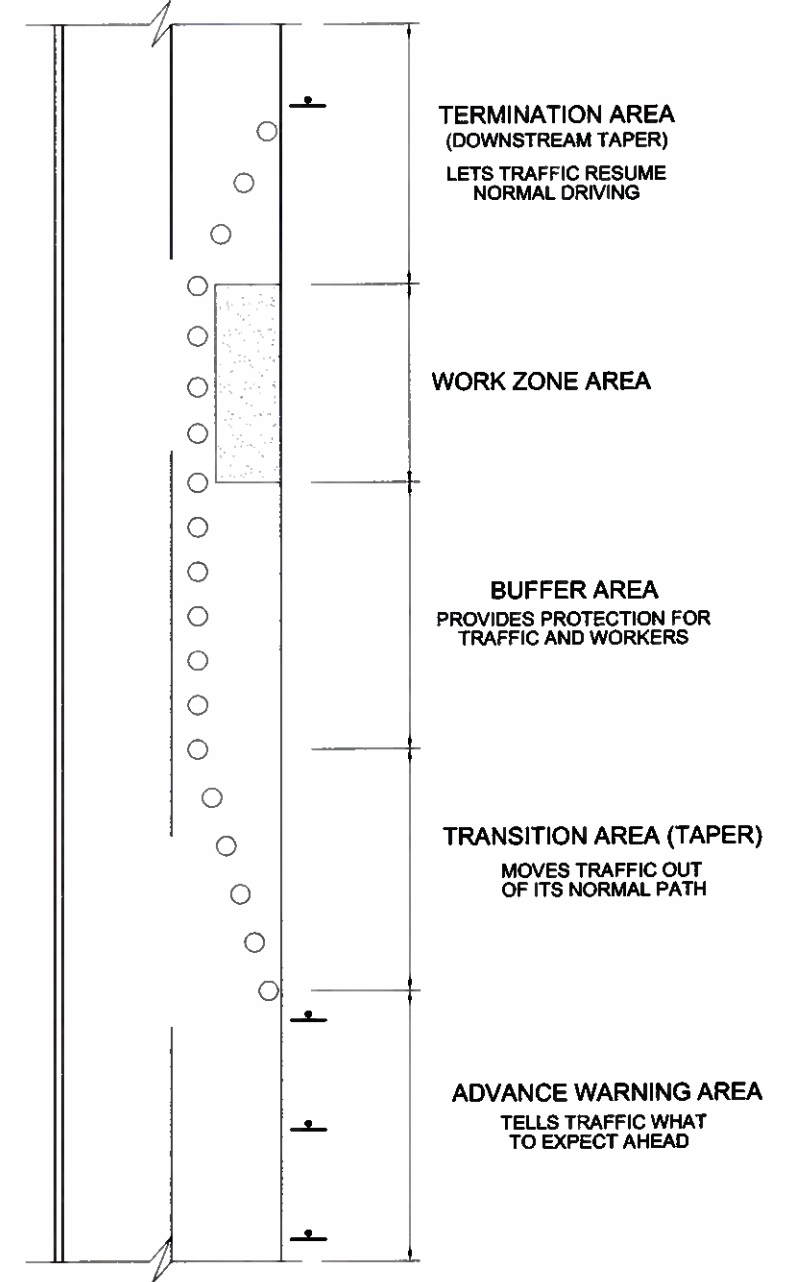 TERMINATION AREA
(DOWNSTREAM TAPER)
LETS TRAFFIC RESUME
NORMAL DRIVING
WORK ZONE AREA
BUFFER AREA
PROVIDES PROTECTION FOR
TRAFFIC AND WORKERS
TRANSITION AREA (TAPER)
MOVES TRAFFIC OUT
OF ITS NORMAL PATH
ADVANCE WARNING AREA
TELLS TRAFFIC WHAT
TO EXPECT AHEAD